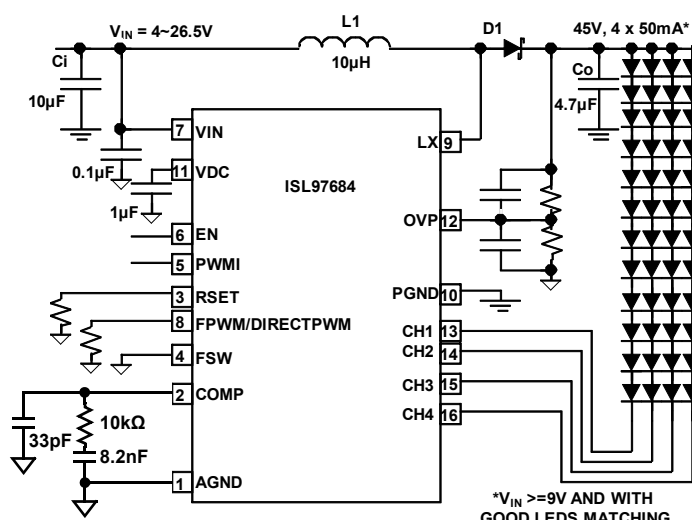 V_IN = 4~26.5V
L1
10µH
D1
45V, 4 x 50mA*
Ci
10µF
Co
4.7µF
0.1µF
1µF
ISL97684
7 VIN
11 VDC
6 EN
5 PWMI
3 RSET
8 FPWM/DIRECTPWM
4 FSW
2 COMP
1 AGND
LX 9
OVP 12
PGND 10
CH1 13
CH2 14
CH3 15
CH4 16
33pF
10kΩ
8.2nF
*V_IN >=9V AND WITH
GOOD LEDS MATCHING